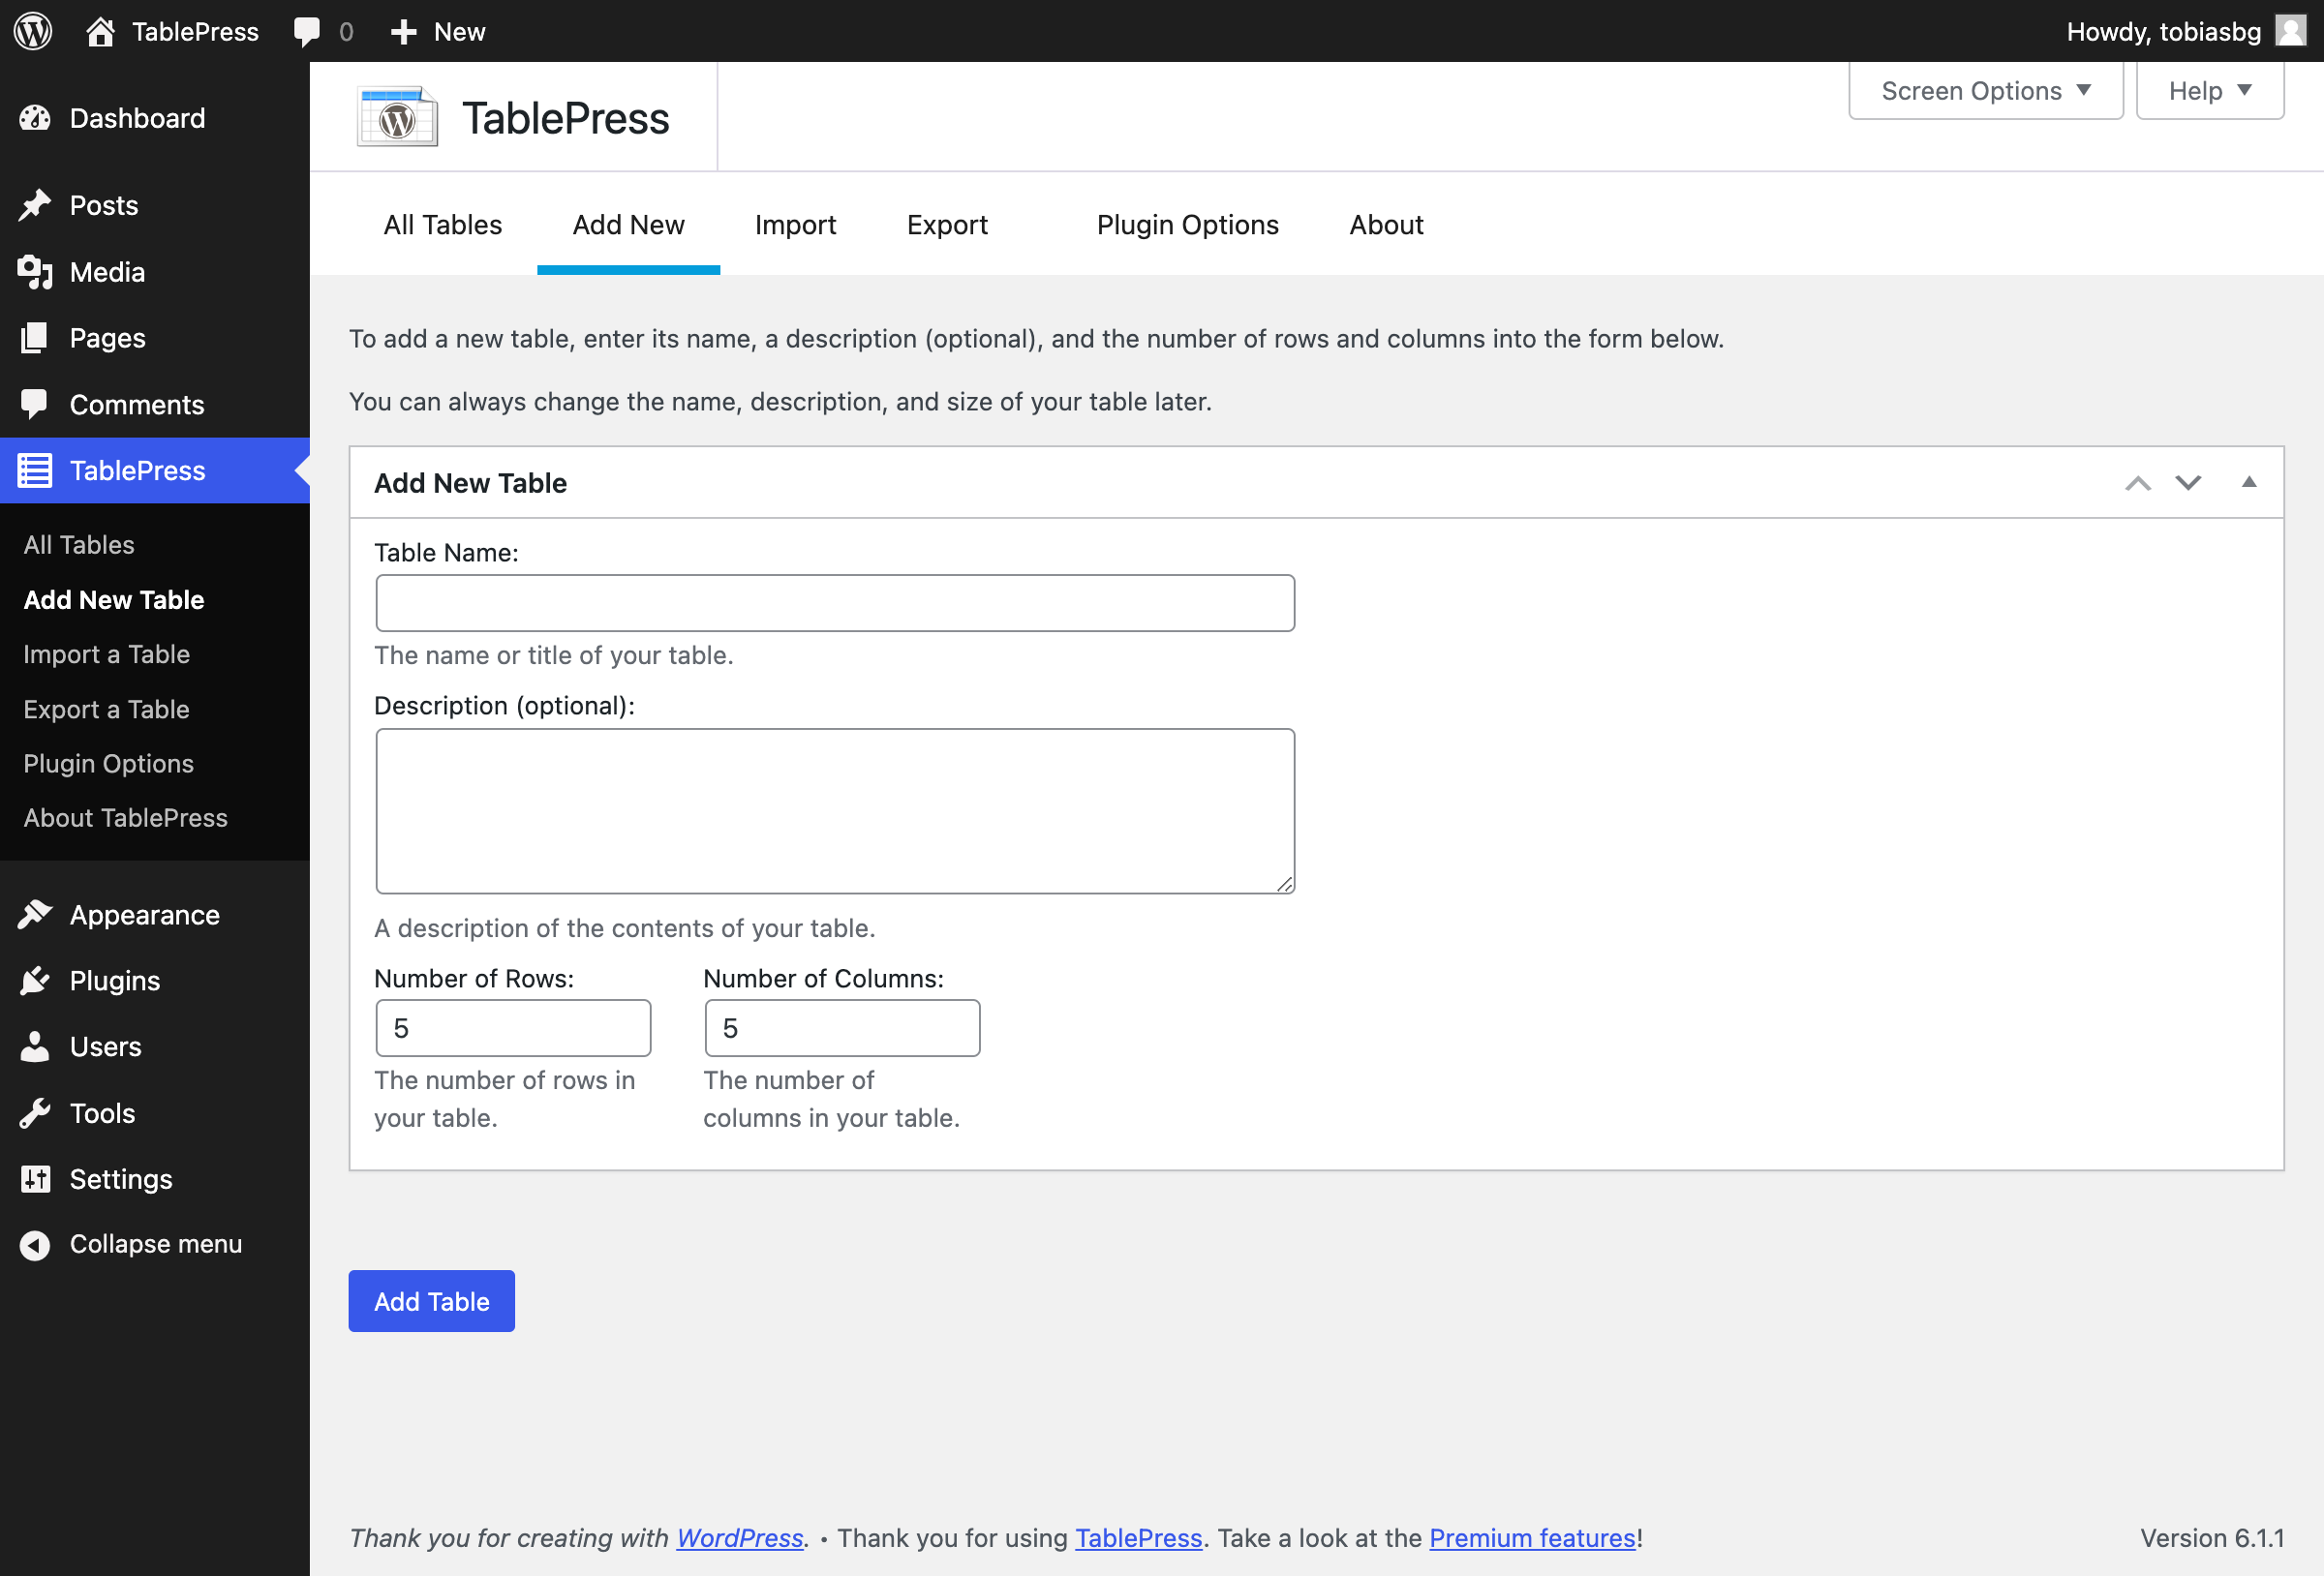 TablePress 0 New Howdy, tobiasbg
Dashboard
Posts
Media
Pages
Comments
TablePress
All Tables
Add New Table
Import a Table
Export a Table
Plugin Options
About TablePress
Appearance
Plugins
Users
Tools
Settings
Collapse menu
TablePress
Screen Options ▼ Help ▼
All Tables Add New Import Export Plugin Options About
To add a new table, enter its name, a description (optional), and the number of rows and columns into the form below.
You can always change the name, description, and size of your table later.
Add New Table
Table Name:
The name or title of your table.
Description (optional):
A description of the contents of your table.
Number of Rows: Number of Columns:
5 5
The number of rows in The number of
your table. columns in your table.
Add Table
Thank you for creating with WordPress. • Thank you for using TablePress. Take a look at the Premium features! Version 6.1.1